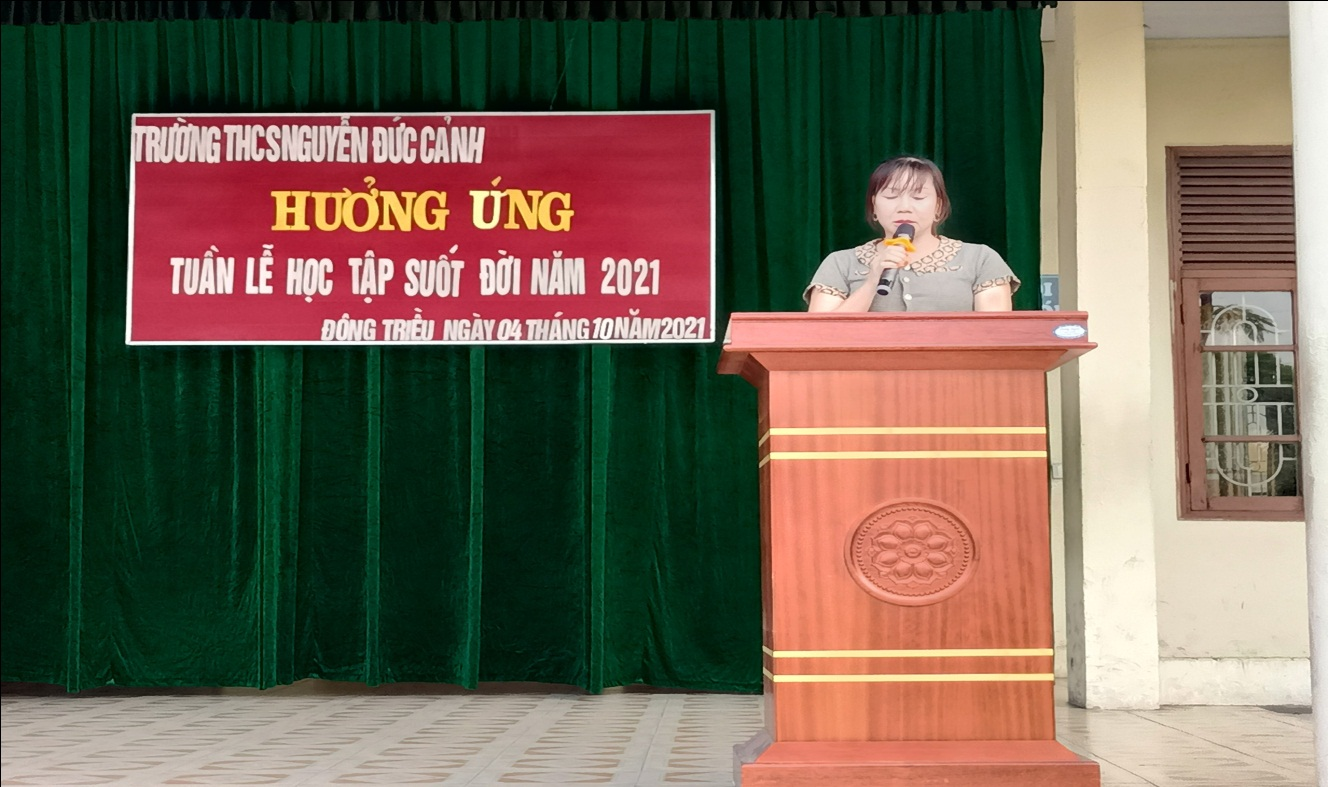 TRƯỜNG THCS NGUYỄN ĐỨC CẢNH
HƯỞNG ỨNG
TUẦN LỄ HỌC TẬP SUỐT ĐỜI NĂM 2021
ĐÔNG TRIỀU NGÀY 04 THÁNG 10 NĂM 2021